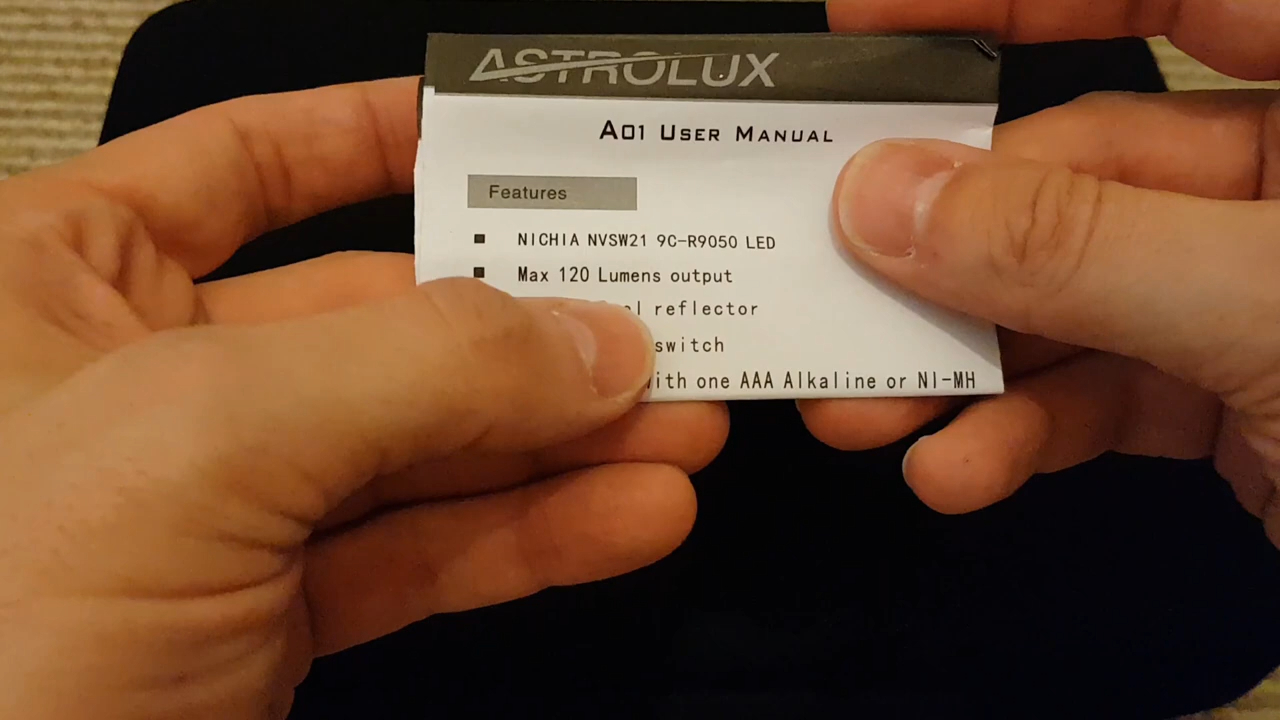 ASTROLUX
A01 USER MANUAL
Features
NICHIA NVSW21 9C-R9050 LED
Max 120 Lumens output
reflector
switch
with one AAA Alkaline or NI-MH